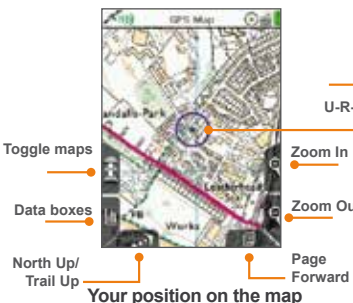 GPS Map
U-R-
Toggle maps
Zoom In
Data boxes
Zoom Ou
Works
North Up/
Trail Up
Page
Forward
Your position on the map